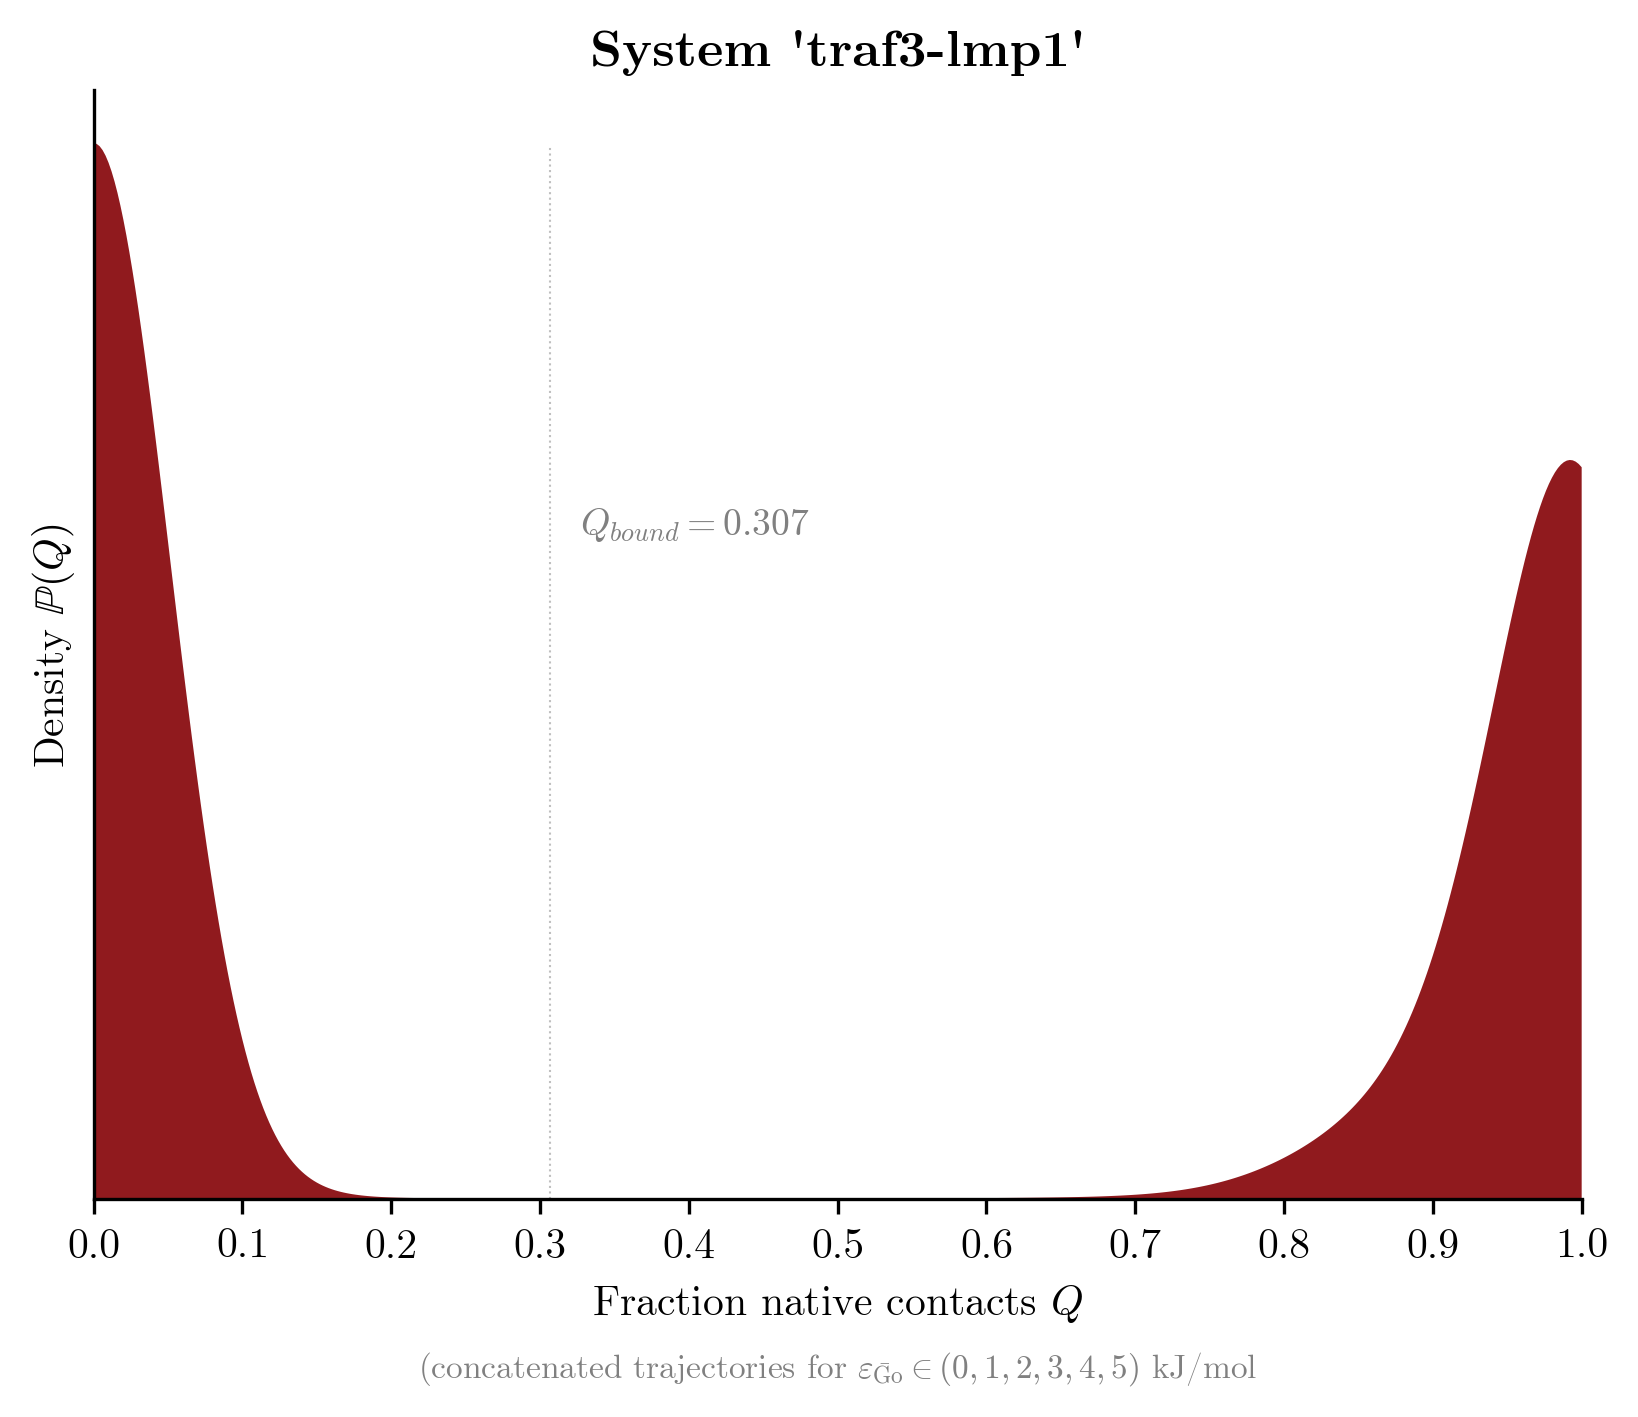 System 'traf3-lmp1'
Density ℙ(Q)
Q_bound = 0.307
0.0 0.1 0.2 0.3 0.4 0.5 0.6 0.7 0.8 0.9 1.0
Fraction native contacts Q
(concatenated trajectories for ε_Ḡo ∈ (0, 1, 2, 3, 4, 5) kJ/mol